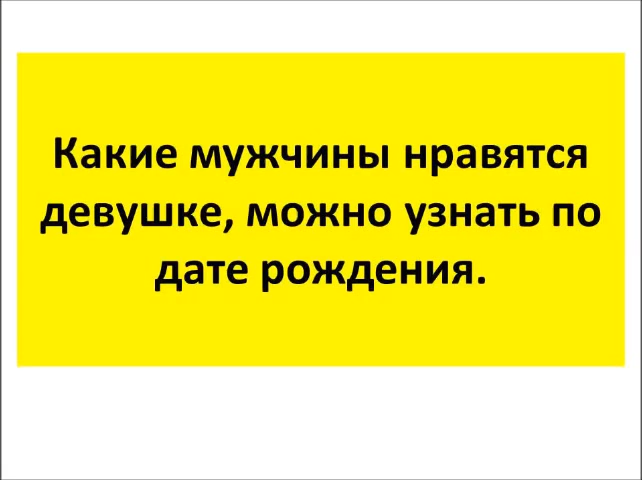 Какие мужчины нравятся
девушке, можно узнать по
дате рождения.